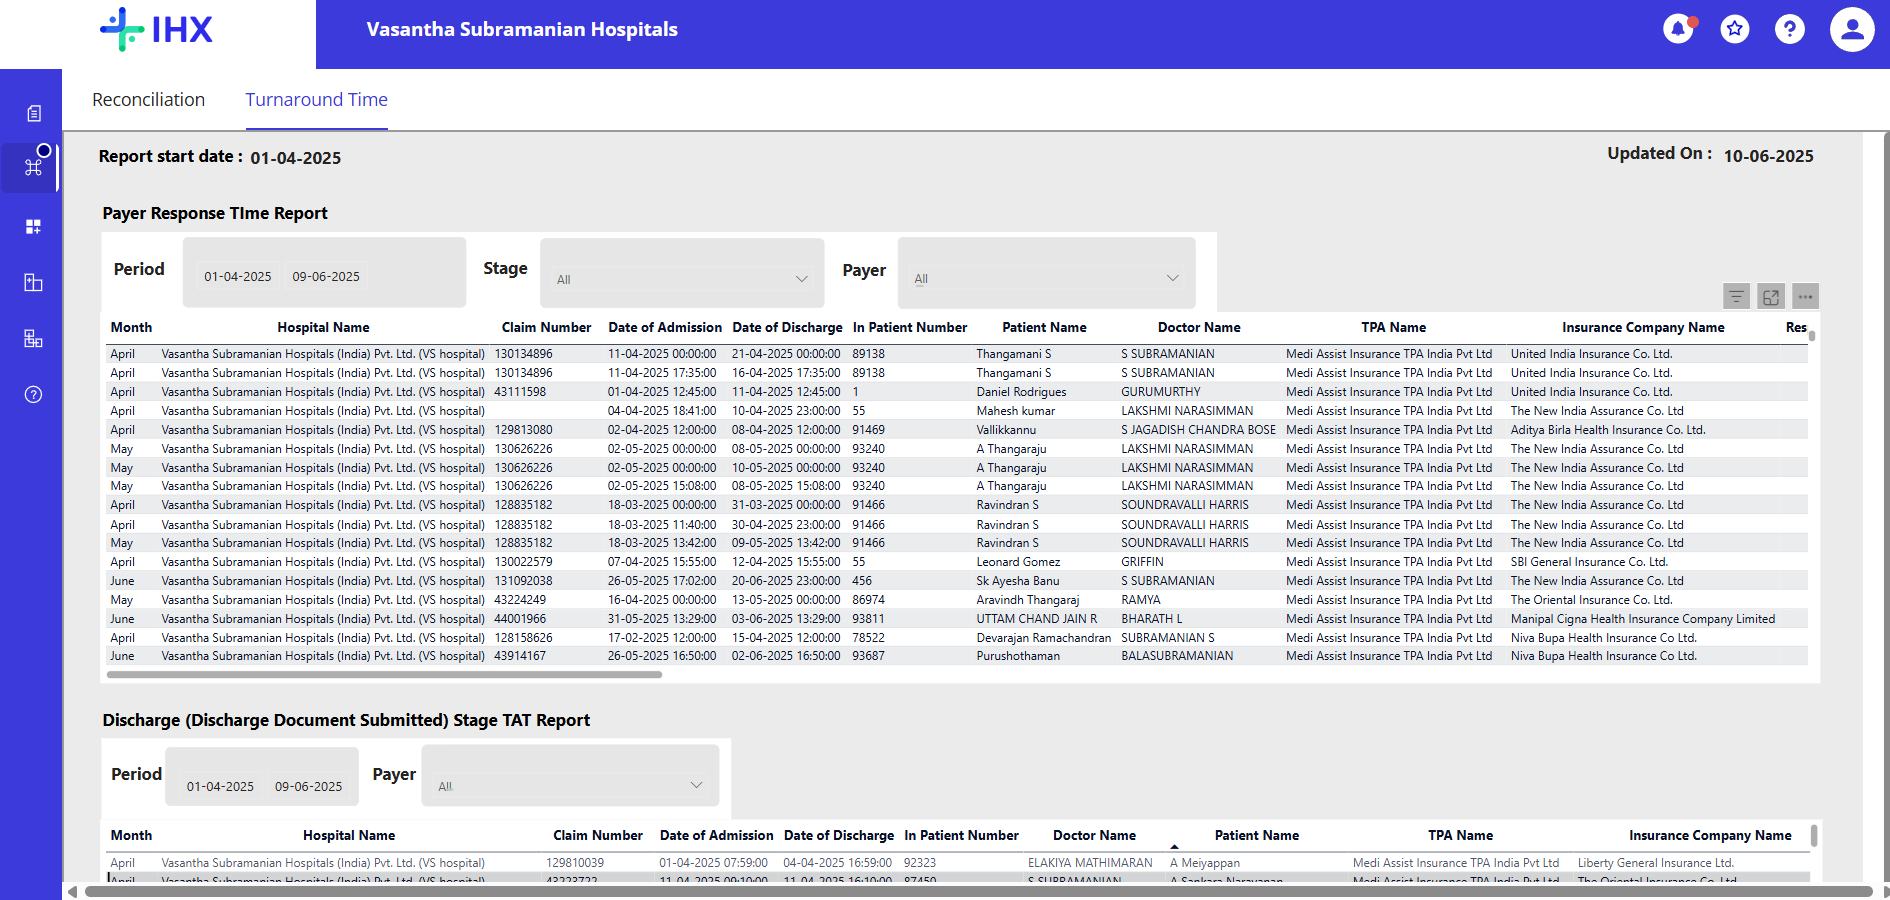 IHX
Vasantha Subramanian Hospitals
Reconciliation Turnaround Time
Report start date : 01-04-2025 Updated On : 10-06-2025
Payer Response TIme Report
Period 01-04-2025 09-06-2025 Stage All Payer All
Month Hospital Name Claim Number Date of Admission Date of Discharge In Patient Number Patient Name Doctor Name TPA Name Insurance Company Name Res
April Vasantha Subramanian Hospitals (India) Pvt. Ltd. (VS hospital) 130134896 11-04-2025 00:00:00 21-04-2025 00:00:00 89138 Thangamani S S SUBRAMANIAN Medi Assist Insurance TPA India Pvt Ltd United India Insurance Co. Ltd.
April Vasantha Subramanian Hospitals (India) Pvt. Ltd. (VS hospital) 130134896 11-04-2025 17:35:00 16-04-2025 17:35:00 89138 Thangamani S S SUBRAMANIAN Medi Assist Insurance TPA India Pvt Ltd United India Insurance Co. Ltd.
April Vasantha Subramanian Hospitals (India) Pvt. Ltd. (VS hospital) 43111598 01-04-2025 12:45:00 11-04-2025 12:45:00 1 Daniel Rodrigues GURUMURTHY Medi Assist Insurance TPA India Pvt Ltd United India Insurance Co. Ltd.
April Vasantha Subramanian Hospitals (India) Pvt. Ltd. (VS hospital) 04-04-2025 18:41:00 10-04-2025 23:00:00 55 Mahesh kumar LAKSHMI NARASIMMAN Medi Assist Insurance TPA India Pvt Ltd The New India Assurance Co. Ltd
April Vasantha Subramanian Hospitals (India) Pvt. Ltd. (VS hospital) 129813080 02-04-2025 12:00:00 08-04-2025 12:00:00 91469 Vallikkannu S JAGADISH CHANDRA BOSE Medi Assist Insurance TPA India Pvt Ltd Aditya Birla Health Insurance Co. Ltd.
May Vasantha Subramanian Hospitals (India) Pvt. Ltd. (VS hospital) 130626226 02-05-2025 00:00:00 08-05-2025 00:00:00 93240 A Thangaraju LAKSHMI NARASIMMAN Medi Assist Insurance TPA India Pvt Ltd The New India Assurance Co. Ltd
May Vasantha Subramanian Hospitals (India) Pvt. Ltd. (VS hospital) 130626226 02-05-2025 00:00:00 10-05-2025 00:00:00 93240 A Thangaraju LAKSHMI NARASIMMAN Medi Assist Insurance TPA India Pvt Ltd The New India Assurance Co. Ltd
May Vasantha Subramanian Hospitals (India) Pvt. Ltd. (VS hospital) 130626226 02-05-2025 15:08:00 08-05-2025 15:08:00 93240 A Thangaraju LAKSHMI NARASIMMAN Medi Assist Insurance TPA India Pvt Ltd The New India Assurance Co. Ltd
April Vasantha Subramanian Hospitals (India) Pvt. Ltd. (VS hospital) 128835182 18-03-2025 00:00:00 31-03-2025 00:00:00 91466 Ravindran S SOUNDRAVALLI HARRIS Medi Assist Insurance TPA India Pvt Ltd The New India Assurance Co. Ltd
April Vasantha Subramanian Hospitals (India) Pvt. Ltd. (VS hospital) 128835182 18-03-2025 11:40:00 30-04-2025 23:00:00 91466 Ravindran S SOUNDRAVALLI HARRIS Medi Assist Insurance TPA India Pvt Ltd The New India Assurance Co. Ltd
May Vasantha Subramanian Hospitals (India) Pvt. Ltd. (VS hospital) 128835182 18-03-2025 13:42:00 09-05-2025 13:42:00 91466 Ravindran S SOUNDRAVALLI HARRIS Medi Assist Insurance TPA India Pvt Ltd The New India Assurance Co. Ltd
April Vasantha Subramanian Hospitals (India) Pvt. Ltd. (VS hospital) 130022579 07-04-2025 15:55:00 12-04-2025 15:55:00 55 Leonard Gomez GRIFFIN Medi Assist Insurance TPA India Pvt Ltd SBI General Insurance Co. Ltd.
June Vasantha Subramanian Hospitals (India) Pvt. Ltd. (VS hospital) 131092038 26-05-2025 17:02:00 20-06-2025 23:00:00 456 Sk Ayesha Banu S SUBRAMANIAN Medi Assist Insurance TPA India Pvt Ltd The New India Assurance Co. Ltd
May Vasantha Subramanian Hospitals (India) Pvt. Ltd. (VS hospital) 43224249 16-04-2025 00:00:00 13-05-2025 00:00:00 86974 Aravindh Thangaraj RAMYA Medi Assist Insurance TPA India Pvt Ltd The Oriental Insurance Co. Ltd.
June Vasantha Subramanian Hospitals (India) Pvt. Ltd. (VS hospital) 44001966 31-05-2025 13:29:00 03-06-2025 13:29:00 93811 UTTAM CHAND JAIN R BHARATH L Medi Assist Insurance TPA India Pvt Ltd Manipal Cigna Health Insurance Company Limited
April Vasantha Subramanian Hospitals (India) Pvt. Ltd. (VS hospital) 128158626 17-02-2025 12:00:00 15-04-2025 12:00:00 78522 Devarajan Ramachandran SUBRAMANIAN S Medi Assist Insurance TPA India Pvt Ltd Niva Bupa Health Insurance Co Ltd.
June Vasantha Subramanian Hospitals (India) Pvt. Ltd. (VS hospital) 43914167 26-05-2025 16:50:00 02-06-2025 16:50:00 93687 Purushothaman BALASUBRAMANIAN Medi Assist Insurance TPA India Pvt Ltd Niva Bupa Health Insurance Co Ltd.
Discharge (Discharge Document Submitted) Stage TAT Report
Period 01-04-2025 09-06-2025 Payer All
Month Hospital Name Claim Number Date of Admission Date of Discharge In Patient Number Doctor Name Patient Name TPA Name Insurance Company Name
April Vasantha Subramanian Hospitals (India) Pvt. Ltd. (VS hospital) 129810039 01-04-2025 07:59:00 04-04-2025 16:59:00 92323 ELAKIYA MATHIMARAN A Meiyappan Medi Assist Insurance TPA India Pvt Ltd Liberty General Insurance Ltd.
April Vasantha Subramanian Hospitals (India) Pvt. Ltd. (VS hospital) 43223722 11-04-2025 09:10:00 11-04-2025 16:10:00 87450 S SUBRAMANIAN A Sankara Narayanan Medi Assist Insurance TPA India Pvt Ltd The Oriental Insurance Co. Ltd.